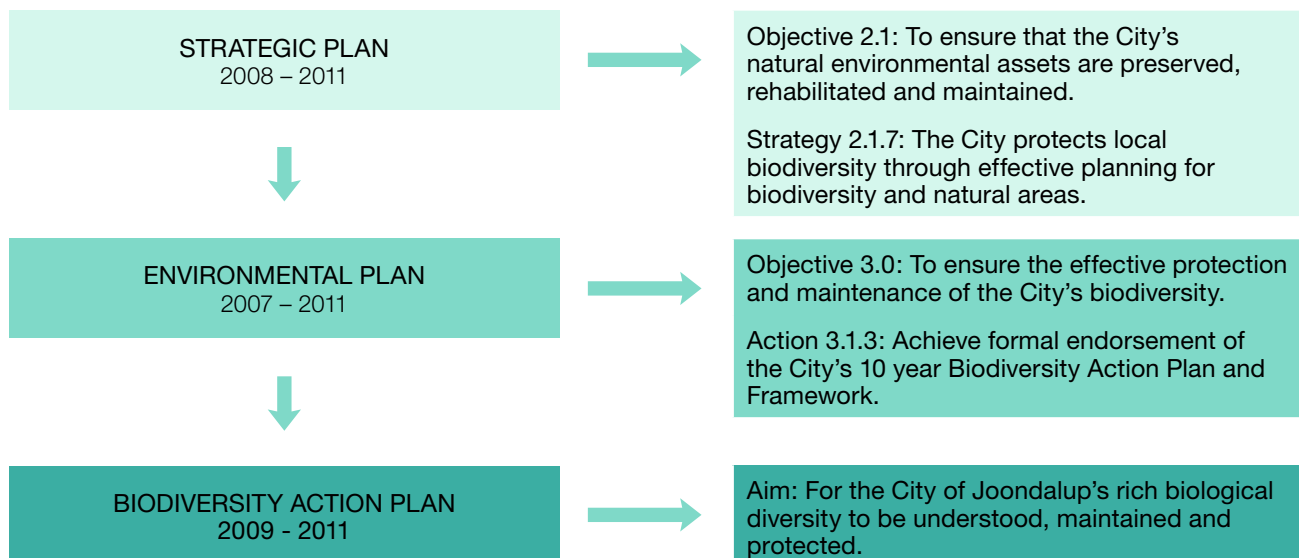 STRATEGIC PLAN
2008 – 2011
Objective 2.1: To ensure that the City’s
natural environmental assets are preserved,
rehabilitated and maintained.
Strategy 2.1.7: The City protects local
biodiversity through effective planning for
biodiversity and natural areas.
ENVIRONMENTAL PLAN
2007 – 2011
Objective 3.0: To ensure the effective protection
and maintenance of the City’s biodiversity.
Action 3.1.3: Achieve formal endorsement of
the City’s 10 year Biodiversity Action Plan and
Framework.
BIODIVERSITY ACTION PLAN
2009 - 2011
Aim: For the City of Joondalup’s rich biological
diversity to be understood, maintained and
protected.